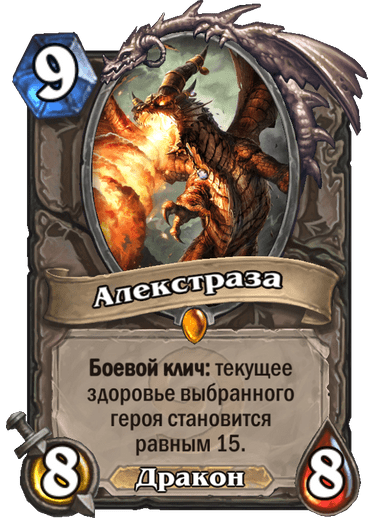 9
Алекстраза
Боевой клич: текущее
здоровье выбранного
героя становится
равным 15.
8
Дракон
8